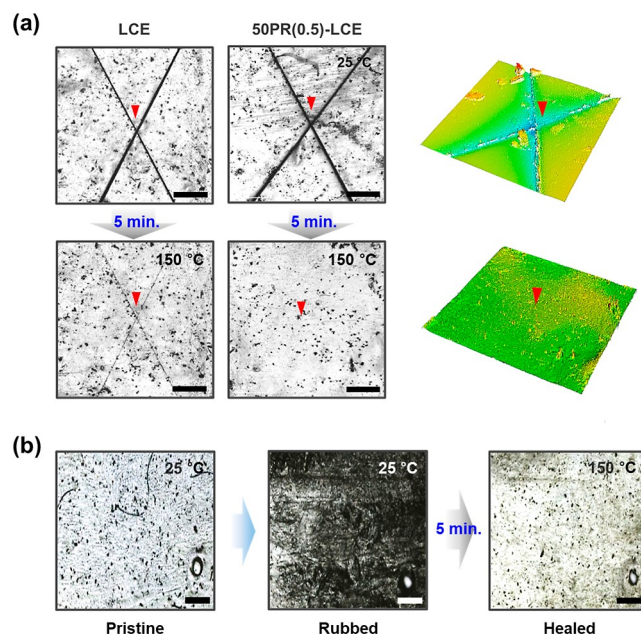 (a)
LCE
50PR(0.5)-LCE
25 °C
5 min.
5 min.
150 °C
150 °C
(b)
25 °C
25 °C
150 °C
5 min.
Pristine
Rubbed
Healed